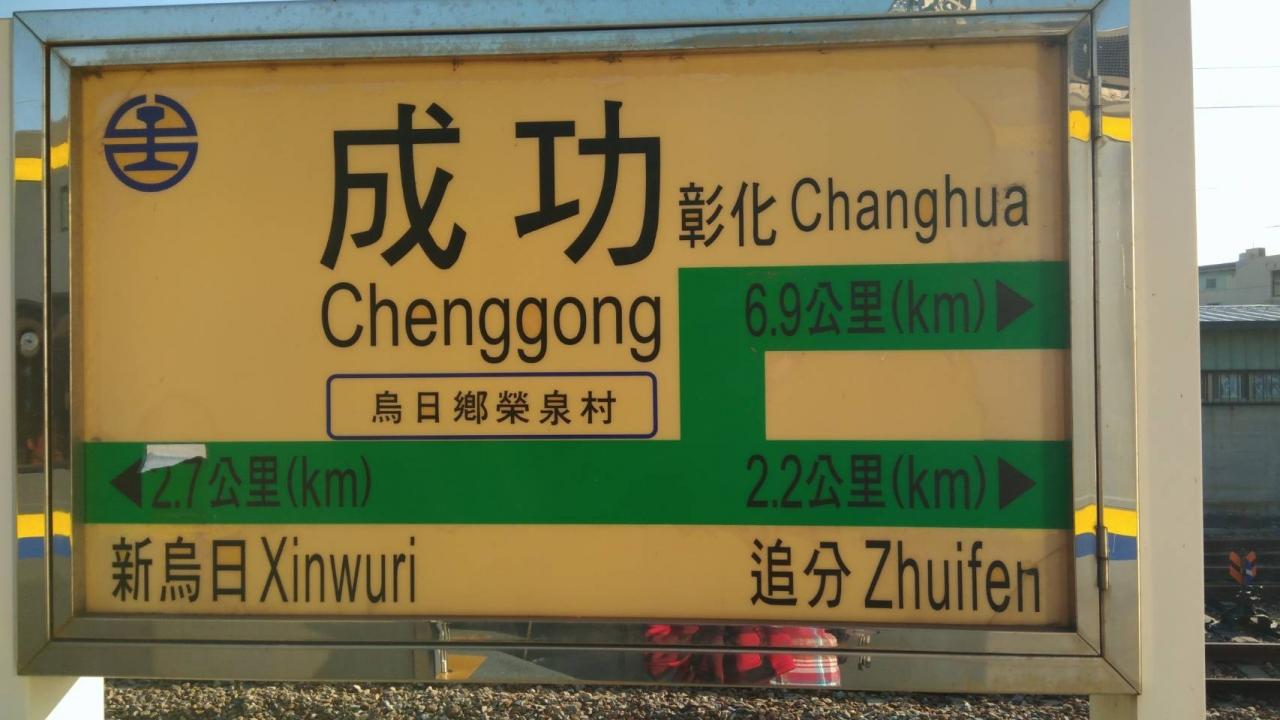 成功
彰化 Changhua
Chenggong
6.9公里(km)
烏日鄉榮泉村
2.7公里(km)
2.2公里(km)
新烏日 Xinwuri
追分 Zhuifen